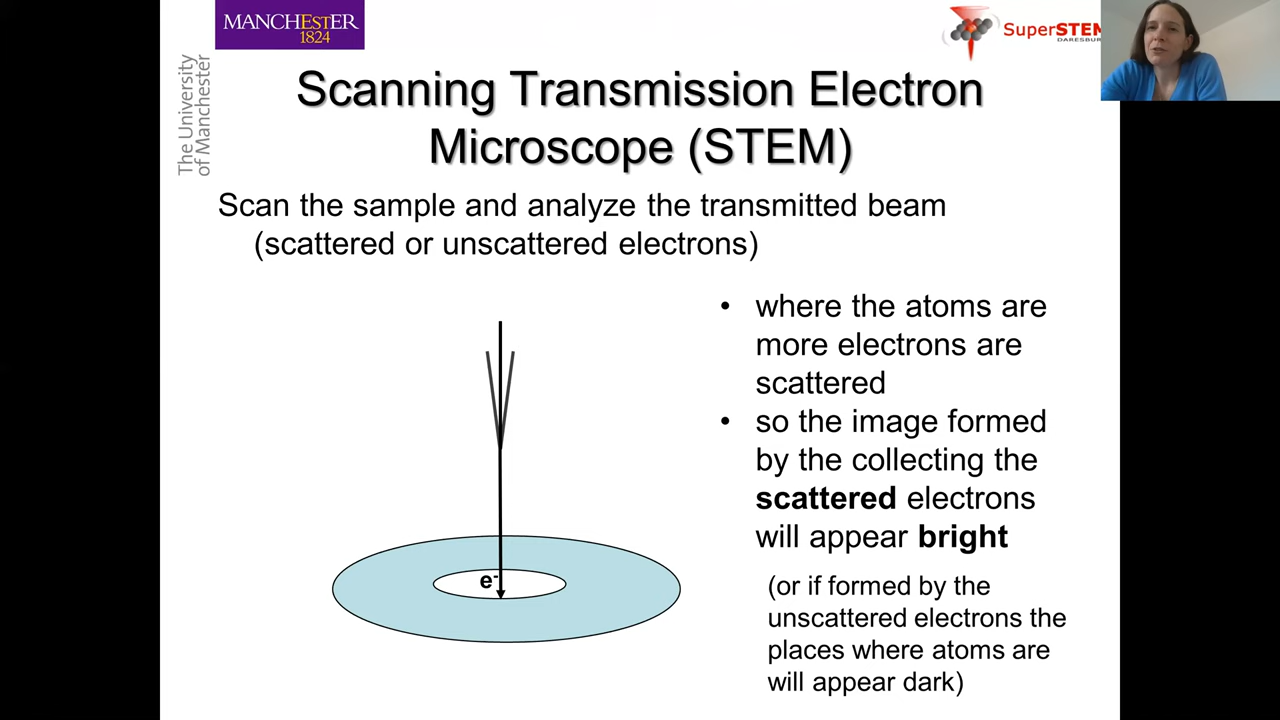 MANCHESTER
1824
The University
of Manchester
SuperSTEM
DARESBURY
Scanning Transmission Electron
Microscope (STEM)
Scan the sample and analyze the transmitted beam
(scattered or unscattered electrons)
• where the atoms are
more electrons are
scattered
• so the image formed
by the collecting the
scattered electrons
will appear bright
(or if formed by the
unscattered electrons the
places where atoms are
will appear dark)
e-